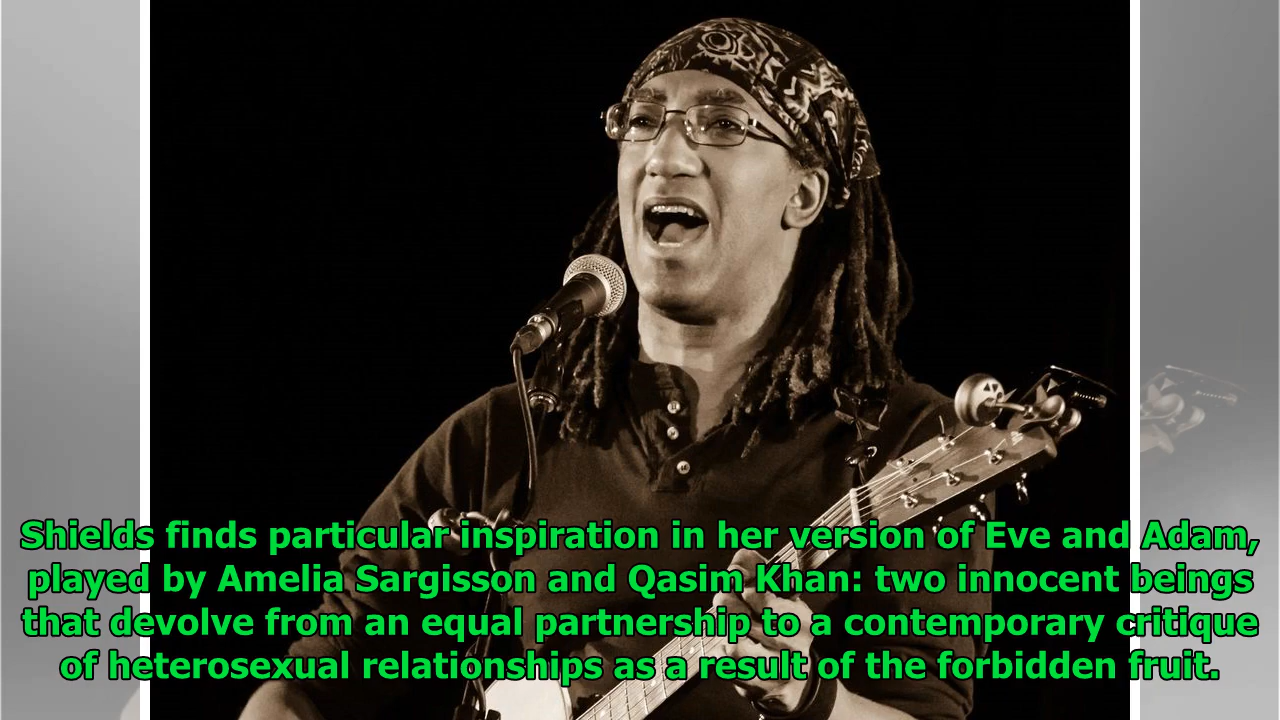 Shields finds particular inspiration in her version of Eve and Adam,
played by Amelia Sargisson and Qasim Khan: two innocent beings
that devolve from an equal partnership to a contemporary critique
of heterosexual relationships as a result of the forbidden fruit.